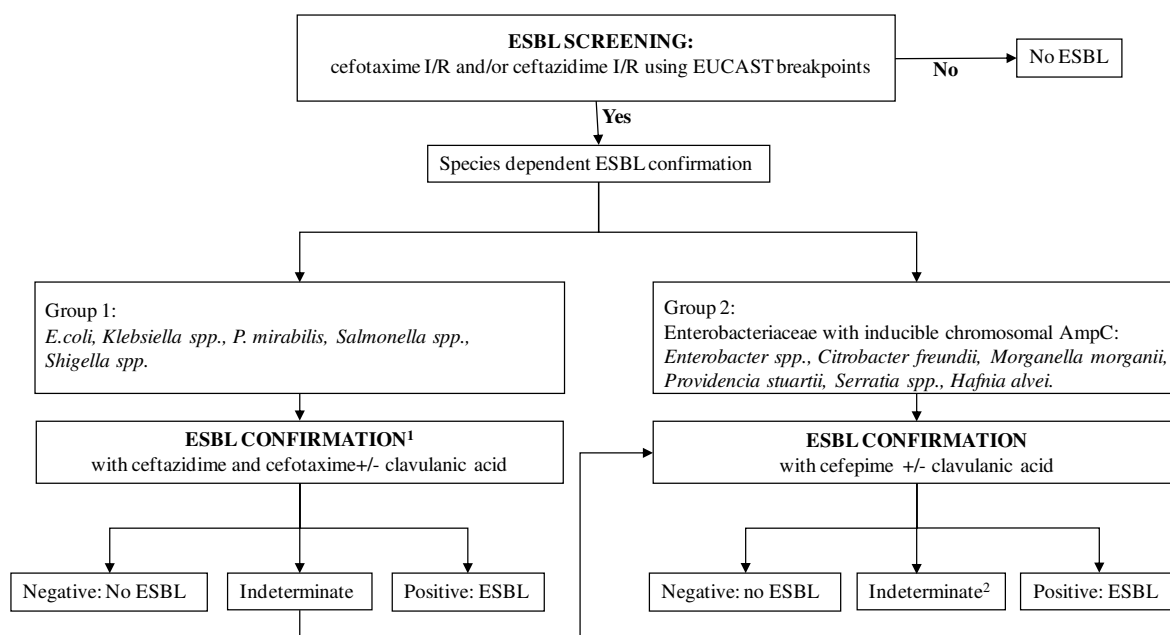 ESBL SCREENING:
cefotaxime I/R and/or ceftazidime I/R using EUCAST breakpoints
No
No ESBL
Yes
Species dependent ESBL confirmation
Group 1:
E.coli, Klebsiella spp., P. mirabilis, Salmonella spp.,
Shigella spp.
Group 2:
Enterobacteriaceae with inducible chromosomal AmpC:
Enterobacter spp., Citrobacter freundii, Morganella morganii,
Providencia stuartii, Serratia spp., Hafnia alvei.
ESBL CONFIRMATION¹
with ceftazidime and cefotaxime+/- clavulanic acid
ESBL CONFIRMATION
with cefepime +/- clavulanic acid
Negative: No ESBL
Indeterminate
Positive: ESBL
Negative: no ESBL
Indeterminate²
Positive: ESBL